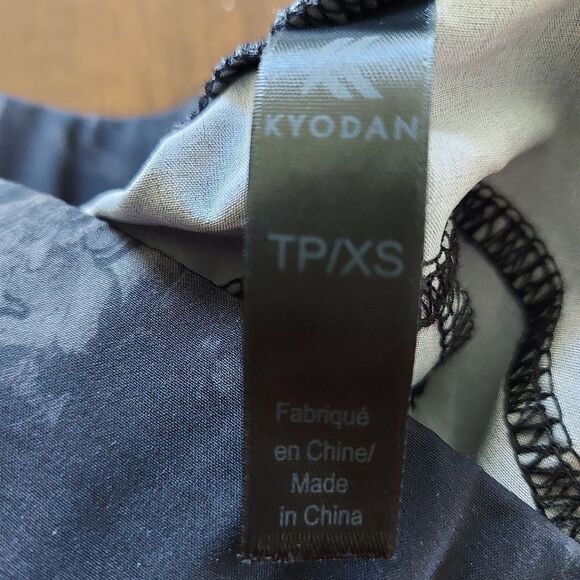 KYODAN
TP/XS
Fabriqué
en Chine/
Made
in China